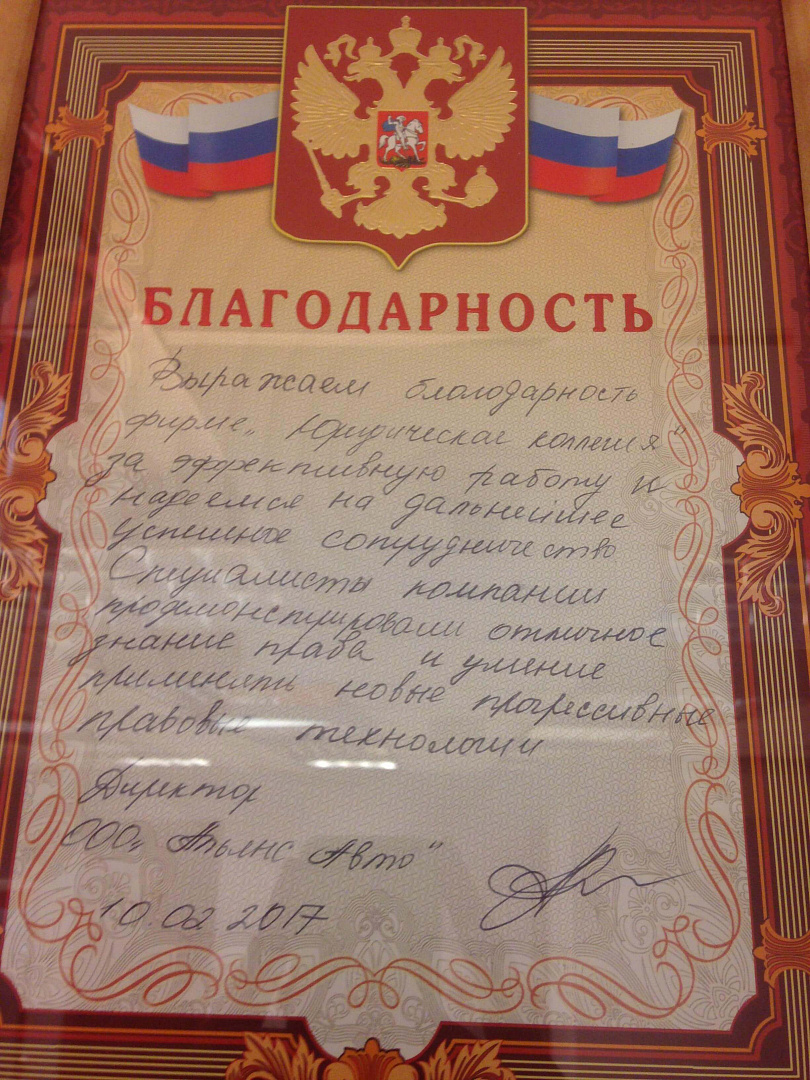 БЛАГОДАРНОСТЬ
Выражаем благодарность
фирме „Юридическая коллегия"
за эффективную работу и
надеемся на дальнейшее
успешное сотрудничество
Специалисты компании
продемонстрировали отличное
знание права и умение
применять новые прогрессивные
правовые технологии
Директор
ООО „Альянс Авто"
10.02.2017